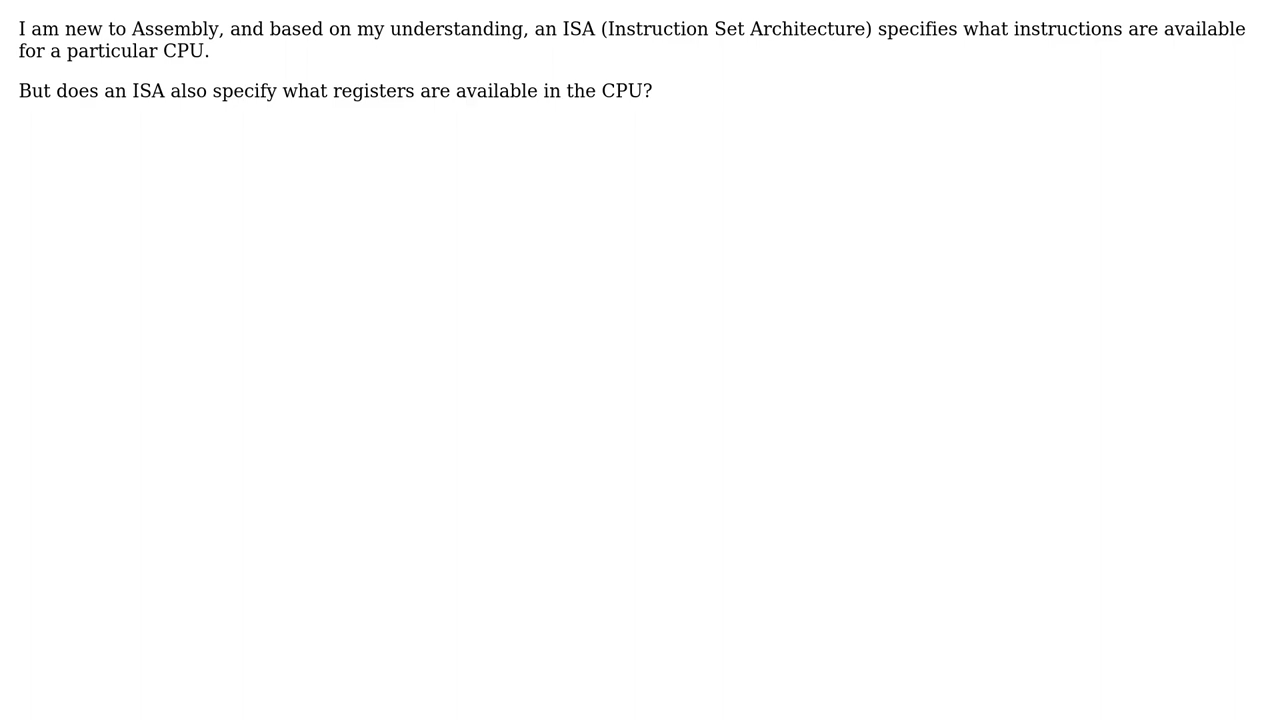 I am new to Assembly, and based on my understanding, an ISA (Instruction Set Architecture) specifies what instructions are available
for a particular CPU.
But does an ISA also specify what registers are available in the CPU?